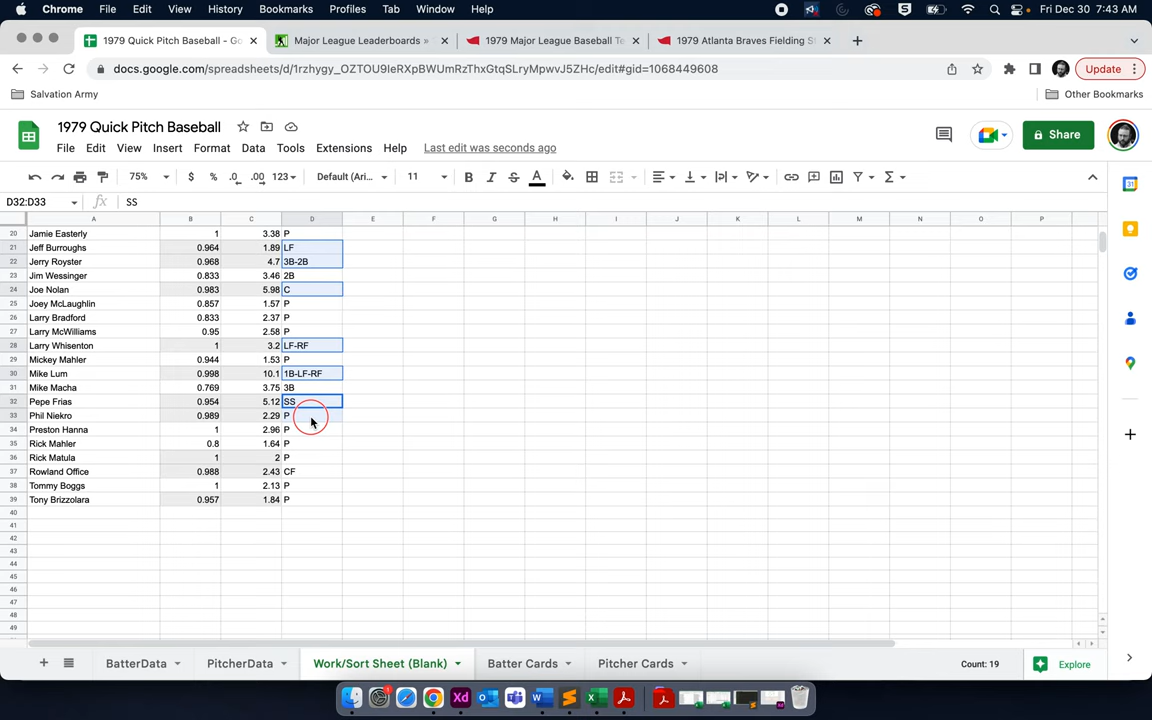 Chrome File Edit View History Bookmarks Profiles Tab Window Help Fri Dec 30 7:43 AM
1979 Quick Pitch Baseball - Go Major League Leaderboards » 1979 Major League Baseball Te 1979 Atlanta Braves Fielding S
docs.google.com/spreadsheets/d/1rzhygy_OZTOU9IeRXpBWUmRzThxGtqSLryMpwvJ5ZHc/edit#gid=1068449608 Update
Salvation Army Other Bookmarks
1979 Quick Pitch Baseball
File Edit View Insert Format Data Tools Extensions Help Last edit was seconds ago Share
75% $ % .0 .00 123 Default (Ari... 11 B I S A
D32:D33 fx SS
A B C D E F G H I J K L M N O P
20 Jamie Easterly 1 3.38 P
21 Jeff Burroughs 0.964 1.89 LF
22 Jerry Royster 0.968 4.7 3B-2B
23 Jim Wessinger 0.833 3.46 2B
24 Joe Nolan 0.983 5.98 C
25 Joey McLaughlin 0.857 1.57 P
26 Larry Bradford 0.833 2.37 P
27 Larry McWilliams 0.95 2.58 P
28 Larry Whisenton 1 3.2 LF-RF
29 Mickey Mahler 0.944 1.53 P
30 Mike Lum 0.998 10.1 1B-LF-RF
31 Mike Macha 0.769 3.75 3B
32 Pepe Frias 0.954 5.12 SS
33 Phil Niekro 0.989 2.29 P
34 Preston Hanna 1 2.96 P
35 Rick Mahler 0.8 1.64 P
36 Rick Matula 1 2 P
37 Rowland Office 0.988 2.43 CF
38 Tommy Boggs 1 2.13 P
39 Tony Brizzolara 0.957 1.84 P
40
41
42
43
44
45
46
47
48
49
BatterData PitcherData Work/Sort Sheet (Blank) Batter Cards Pitcher Cards Count: 19 Explore